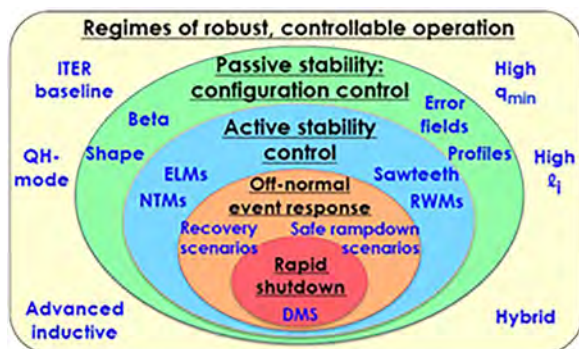 Regimes of robust, controllable operation
ITER
baseline
Passive stability:
configuration control
High
qmin
Beta
Error
fields
QH-
mode
Shape
Active stability
control
Profiles
High
ℓi
ELMs
Sawteeth
NTMs
RWMs
Off-normal
event response
Recovery
scenarios
Safe rampdown
scenarios
Rapid
shutdown
DMS
Advanced
inductive
Hybrid